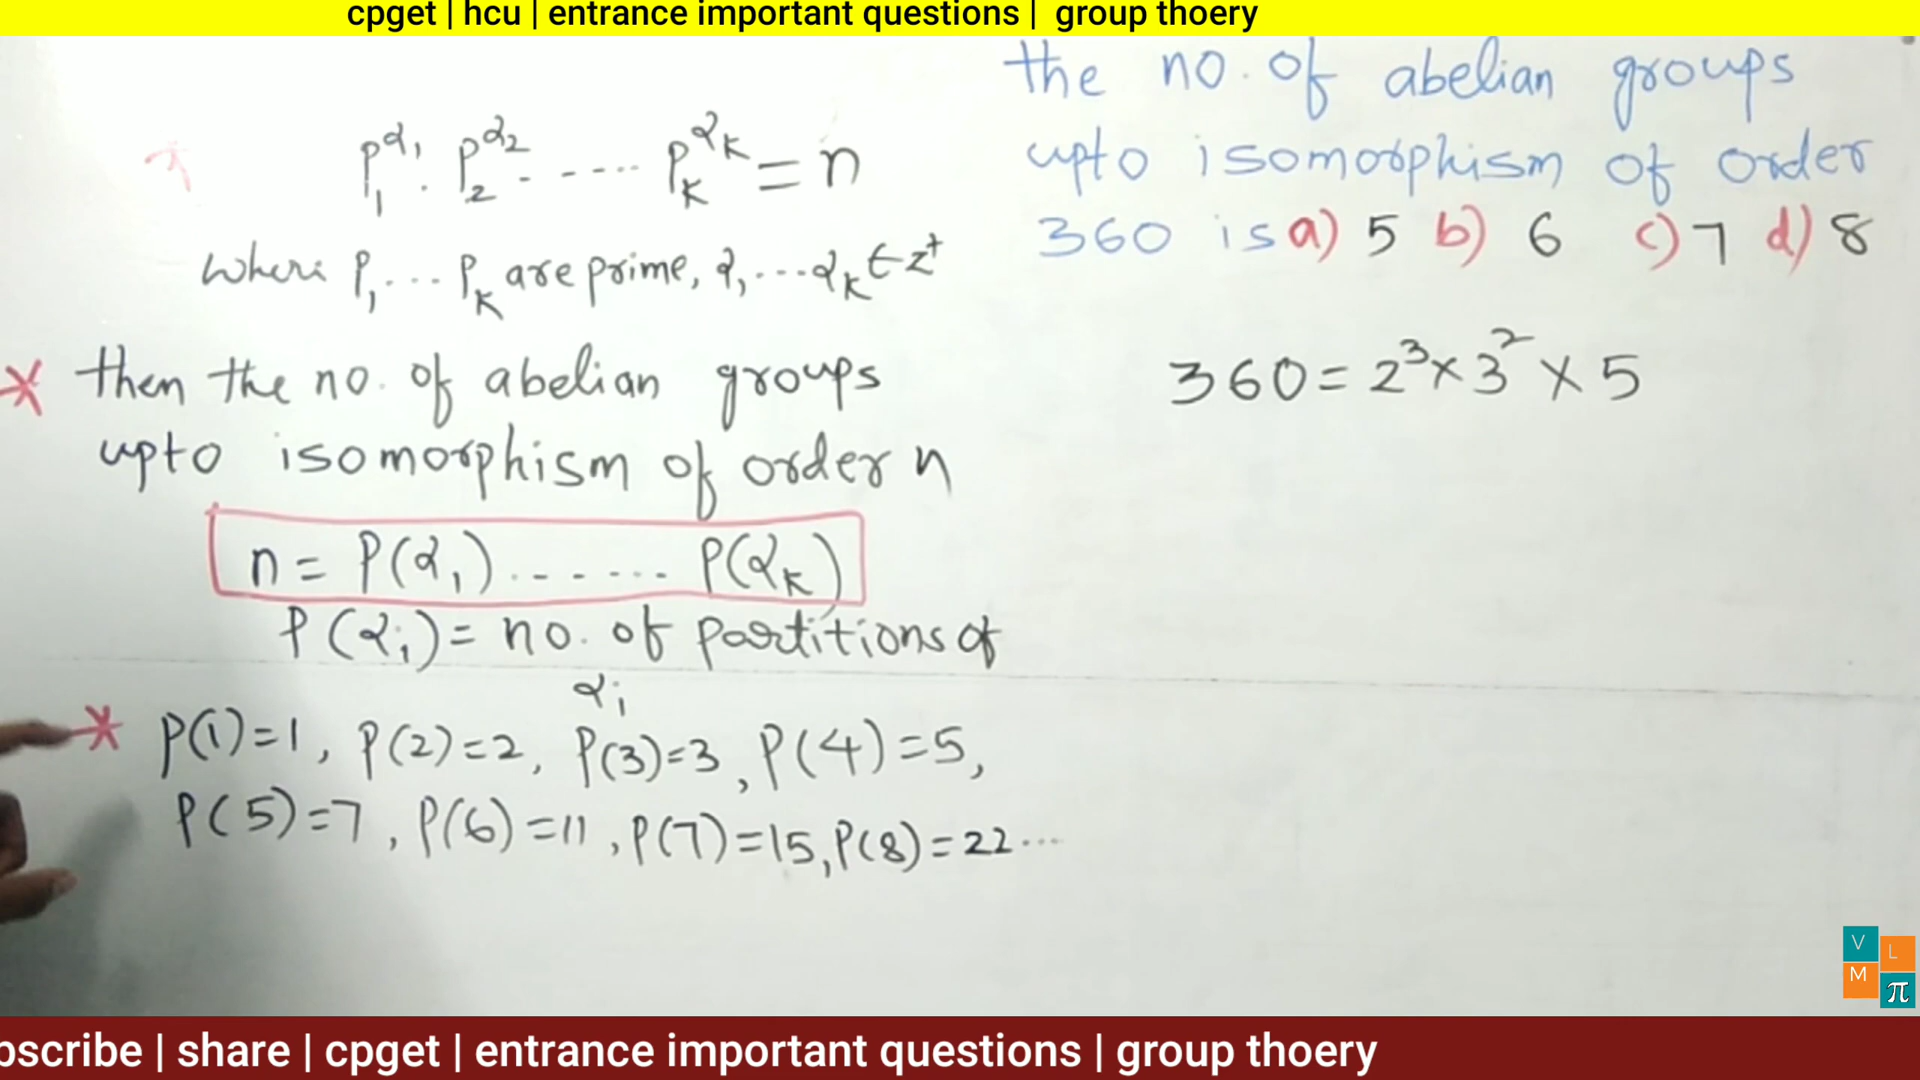 cpget | hcu | entrance important questions | group thoery
p₁^α₁ . p₂^α₂ . ---- p_k^α_k = n
where p₁, ... p_k are prime, α₁, ... α_k ∈ z⁺
* then the no. of abelian groups
upto isomorphism of order n
n = P(α₁) . - - - ... P(α_k)
P(αᵢ) = no. of partitions of
αᵢ
* p(1)=1, p(2)=2, p(3)=3, p(4)=5,
p(5)=7, p(6)=11, p(7)=15, p(8)=22 ...
the no. of abelian groups
upto isomorphism of order
360 is a) 5 b) 6 c) 7 d) 8
360 = 2³ × 3² × 5
V L
M π
bscribe | share | cpget | entrance important questions | group thoery